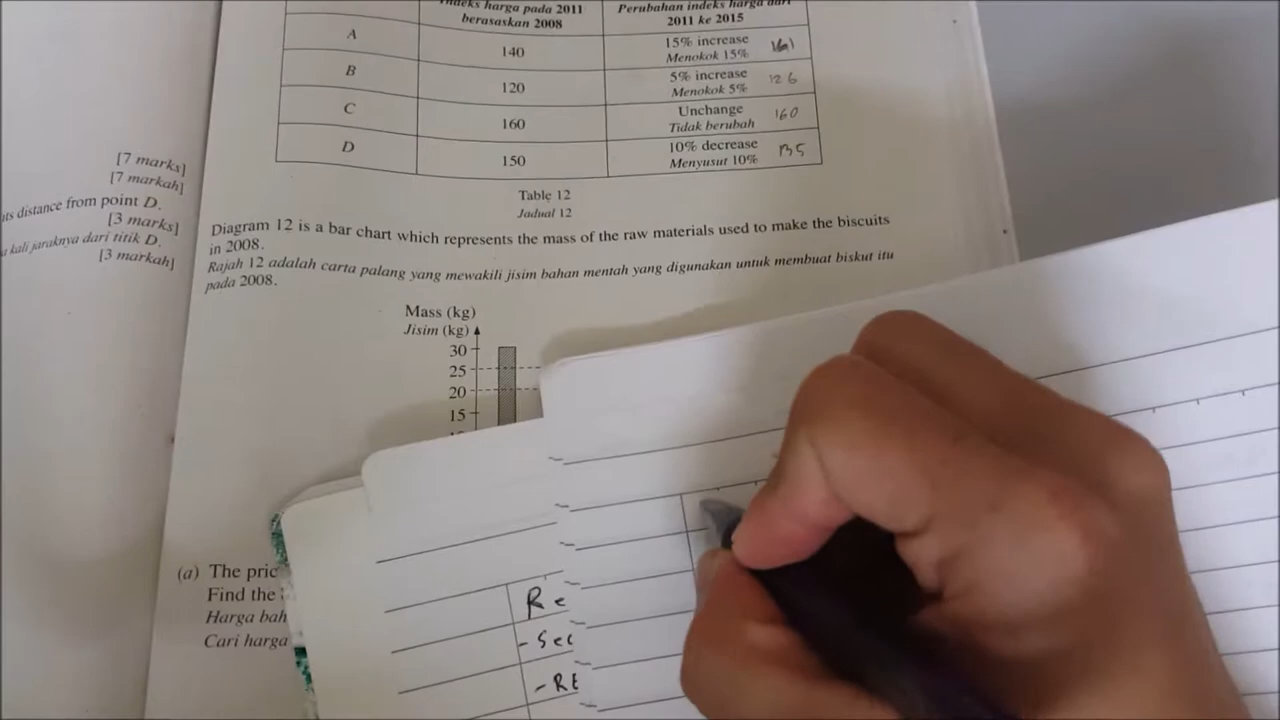 Indeks harga pada 2011
berasaskan 2008
Perubahan indeks harga dari
2011 ke 2015
A
140
15% increase
Menokok 15%
161
B
120
5% increase
Menokok 5%
126
C
160
Unchange
Tidak berubah
160
D
150
10% decrease
Menyusut 10%
135
Table 12
Jadual 12
[7 marks]
[7 markah]
its distance from point D.
[3 marks]
a kali jaraknya dari titik D.
[3 markah]
Diagram 12 is a bar chart which represents the mass of the raw materials used to make the biscuits
in 2008.
Rajah 12 adalah carta palang yang mewakili jisim bahan mentah yang digunakan untuk membuat biskut itu
pada 2008.
Mass (kg)
Jisim (kg)
30
25
20
15
(a) The pric
Find the
Harga bah
Cari harga
Re
- Sec
- RE